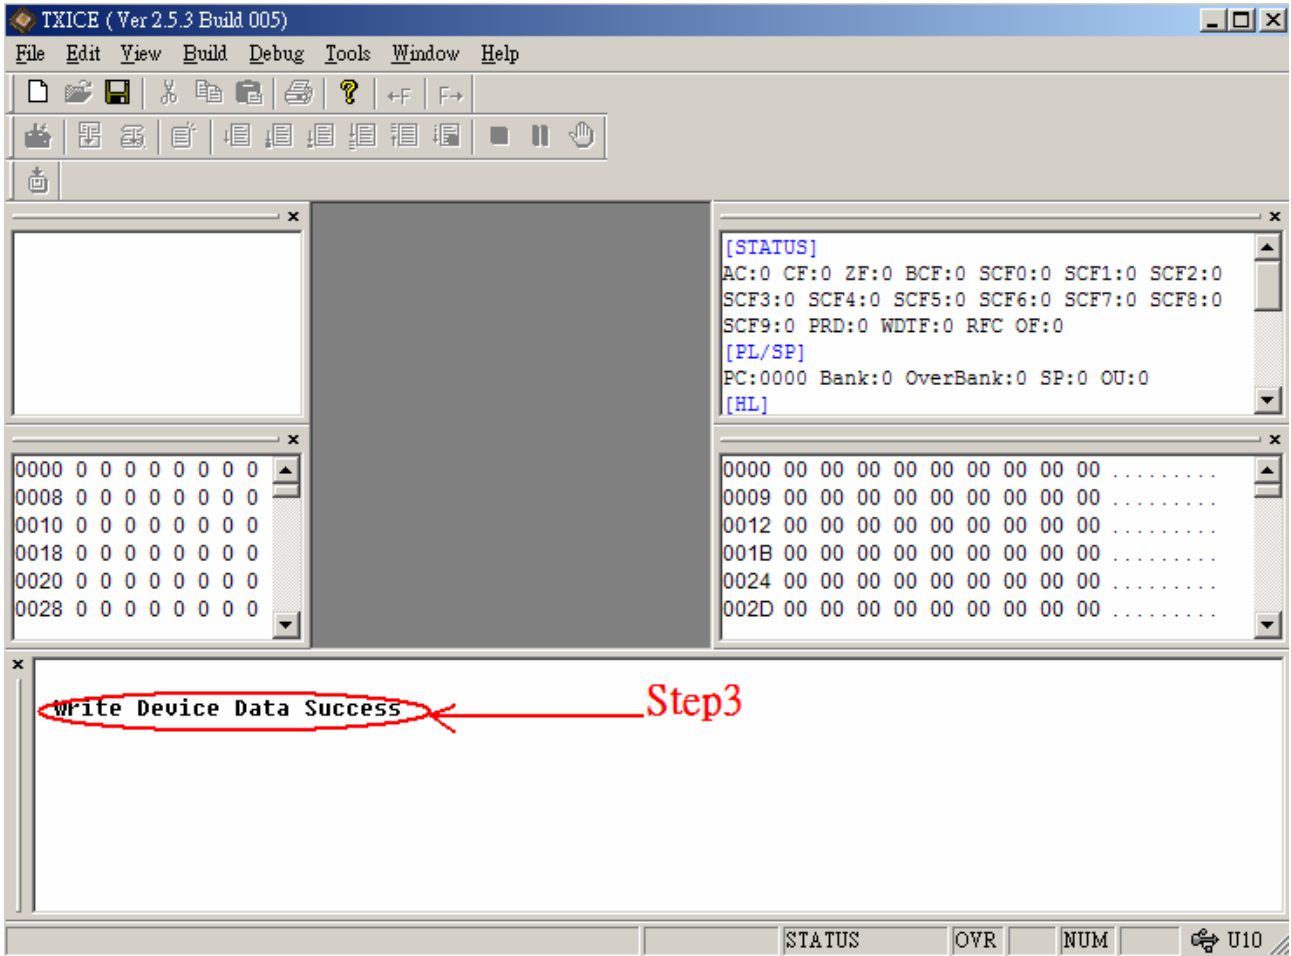 TXICE ( Ver 2.5.3 Build 005)
File Edit View Build Debug Tools Window Help
←F F→
[STATUS]
AC:0 CF:0 ZF:0 BCF:0 SCF0:0 SCF1:0 SCF2:0
SCF3:0 SCF4:0 SCF5:0 SCF6:0 SCF7:0 SCF8:0
SCF9:0 PRD:0 WDTF:0 RFC OF:0
[PL/SP]
PC:0000 Bank:0 OverBank:0 SP:0 OU:0
[HL]
0000 0 0 0 0 0 0 0 0
0008 0 0 0 0 0 0 0 0
0010 0 0 0 0 0 0 0 0
0018 0 0 0 0 0 0 0 0
0020 0 0 0 0 0 0 0 0
0028 0 0 0 0 0 0 0 0
0000 00 00 00 00 00 00 00 00 00 .........
0009 00 00 00 00 00 00 00 00 00 .........
0012 00 00 00 00 00 00 00 00 00 .........
001B 00 00 00 00 00 00 00 00 00 .........
0024 00 00 00 00 00 00 00 00 00 .........
002D 00 00 00 00 00 00 00 00 00 .........
Write Device Data Success
Step3
STATUS OVR NUM U10